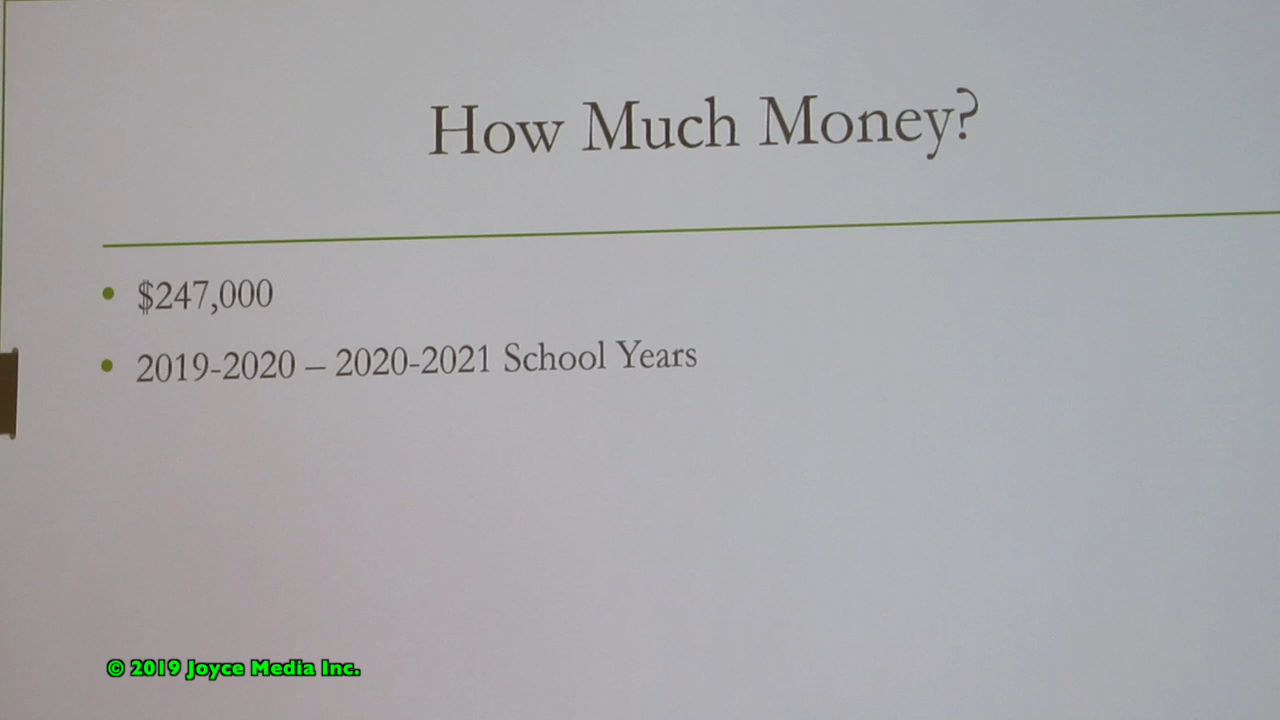 How Much Money?
• $247,000
• 2019-2020 – 2020-2021 School Years
© 2019 Joyce Media Inc.